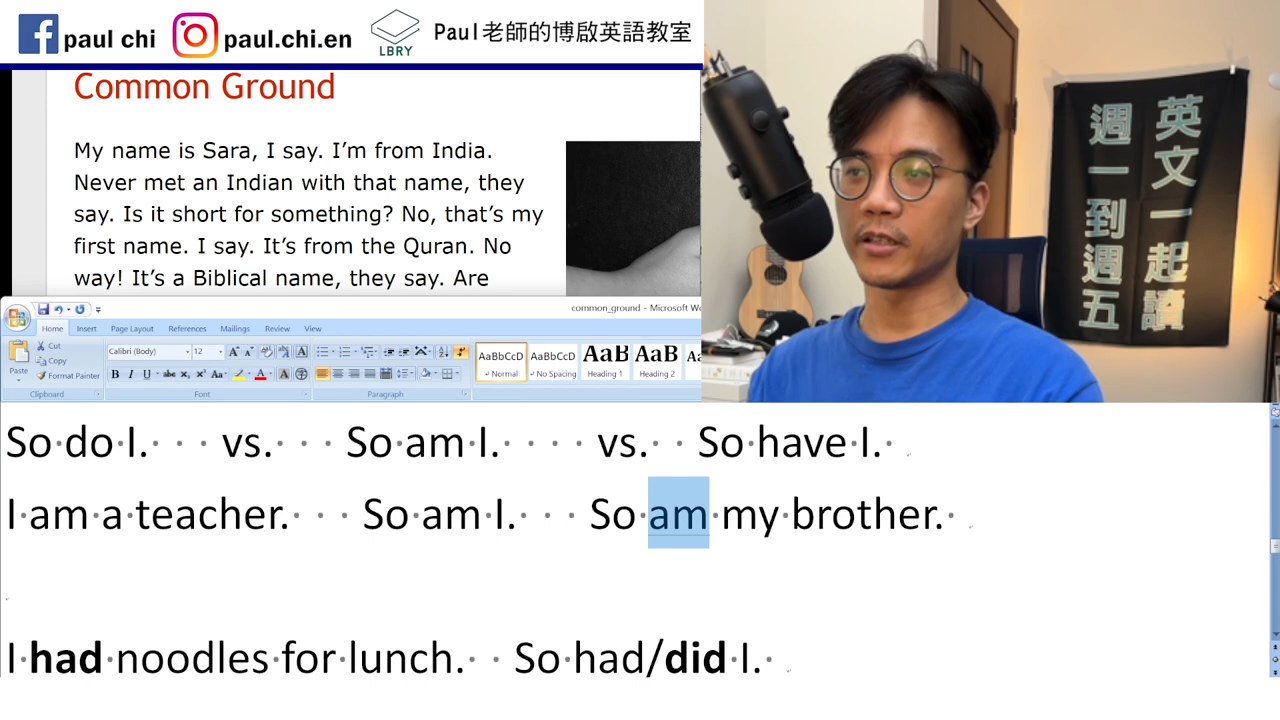 paul chi paul.chi.en LBRY Paul老師的博啟英語教室
Common Ground
My name is Sara, I say. I'm from India.
Never met an Indian with that name, they
say. Is it short for something? No, that's my
first name. I say. It's from the Quran. No
way! It's a Biblical name, they say. Are
英文一起讀
週一到週五
common_ground - Microsoft Wo
Home Insert Page Layout References Mailings Review View
Paste
Cut
Copy
Format Painter
Clipboard
Calibri (Body) 12
Font
Paragraph
AaBbCcD AaBbCcD AaBb AaB Aa
Normal No Spacing Heading 1 Heading 2
So do I. vs. So am I. vs. So have I.
I am a teacher. So am I. So am my brother.
I had noodles for lunch. So had/did I.